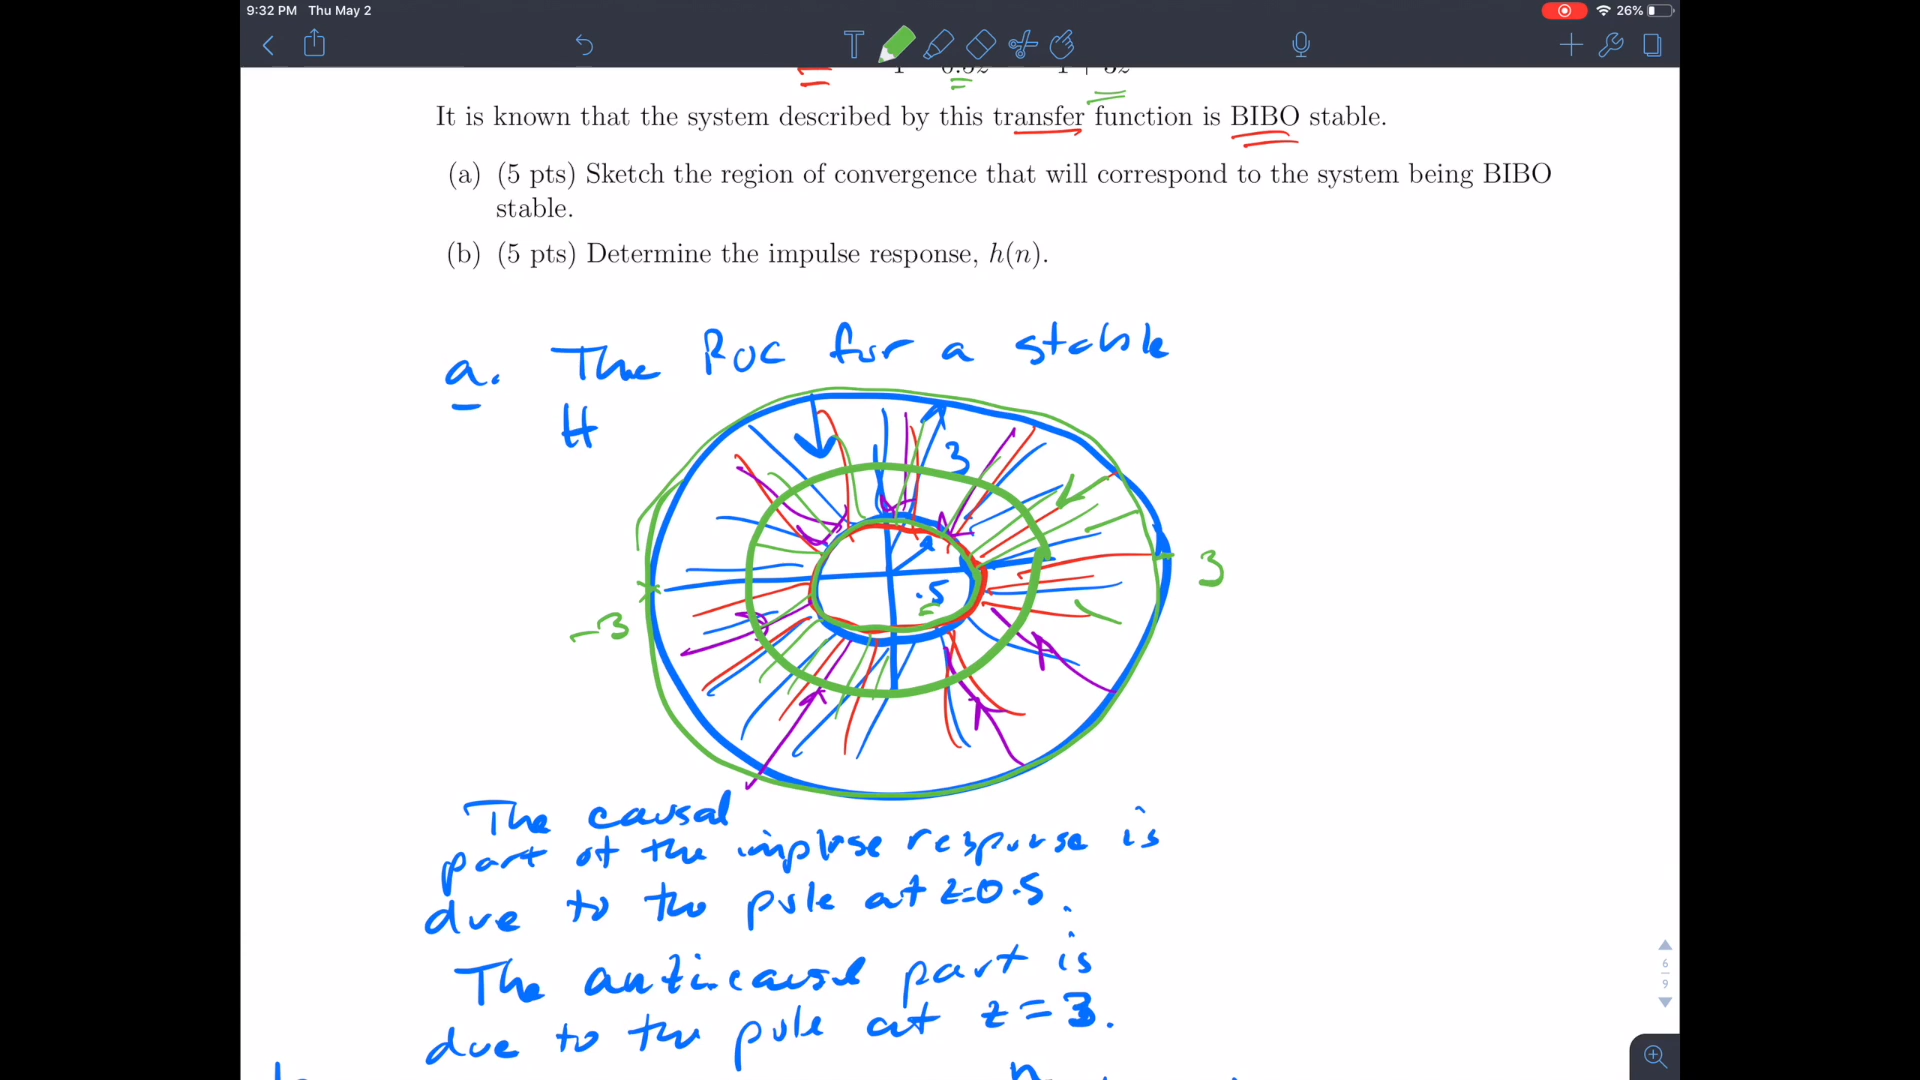 9:32 PM Thu May 2
26%
T
It is known that the system described by this transfer function is BIBO stable.
(a) (5 pts) Sketch the region of convergence that will correspond to the system being BIBO
stable.
(b) (5 pts) Determine the impulse response, h(n).
a. The ROC for a stable
H
3
.5
3
-3
The causal
part of the implse response is
due to the pole at z=0.5.
The anticausal part is
due to the pole at z=3.
6
9